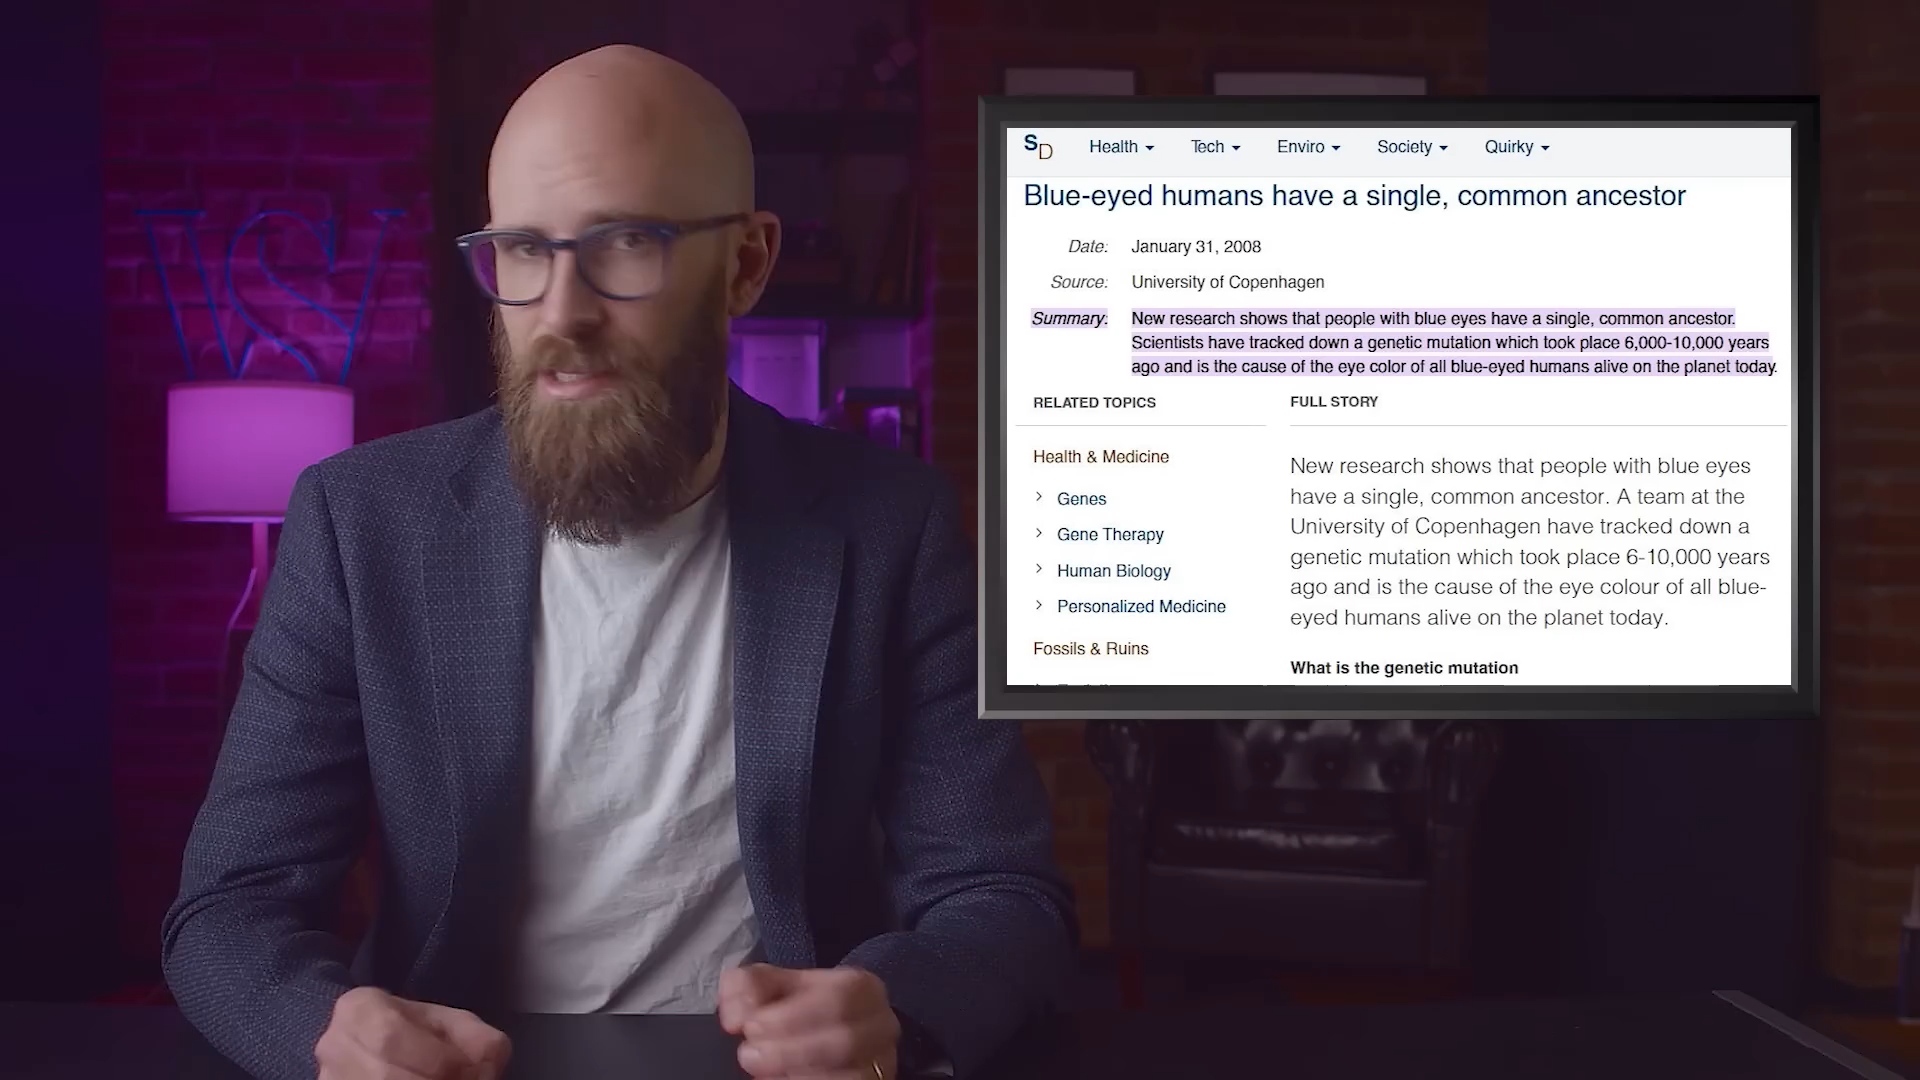 SD
Health Tech Enviro Society Quirky
Blue-eyed humans have a single, common ancestor
Date: January 31, 2008
Source: University of Copenhagen
Summary: New research shows that people with blue eyes have a single, common ancestor.
Scientists have tracked down a genetic mutation which took place 6,000-10,000 years
ago and is the cause of the eye color of all blue-eyed humans alive on the planet today.
RELATED TOPICS
Health & Medicine
Genes
Gene Therapy
Human Biology
Personalized Medicine
Fossils & Ruins
FULL STORY
New research shows that people with blue eyes
have a single, common ancestor. A team at the
University of Copenhagen have tracked down a
genetic mutation which took place 6-10,000 years
ago and is the cause of the eye colour of all blue-
eyed humans alive on the planet today.
What is the genetic mutation